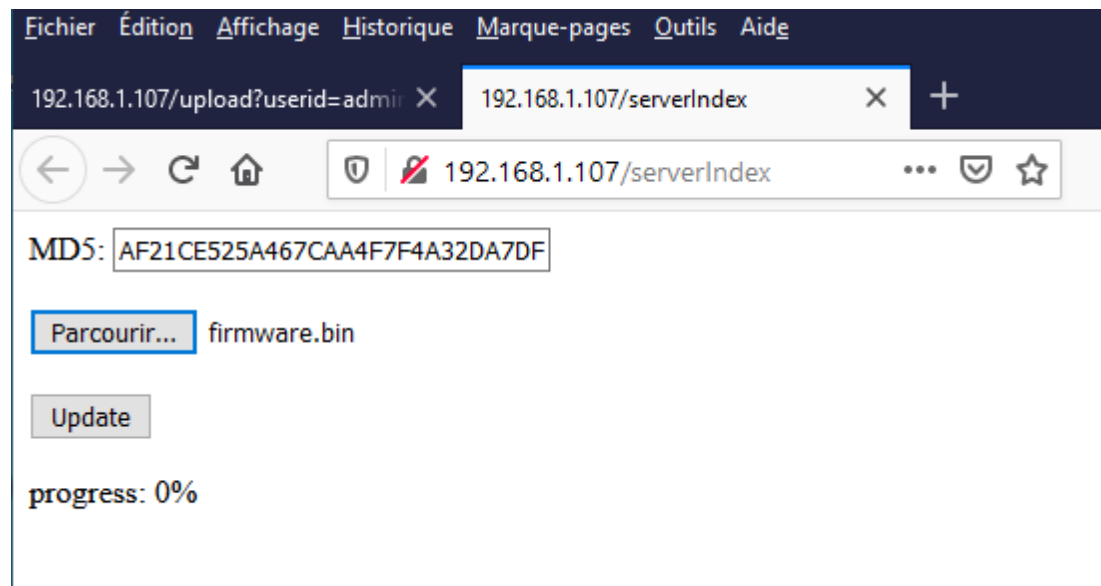 Fichier Édition Affichage Historique Marque-pages Outils Aide
192.168.1.107/upload?userid=admi 192.168.1.107/serverIndex
192.168.1.107/serverIndex
MD5: AF21CE525A467CAA4F7F4A32DA7DF
Parcourir... firmware.bin
Update
progress: 0%